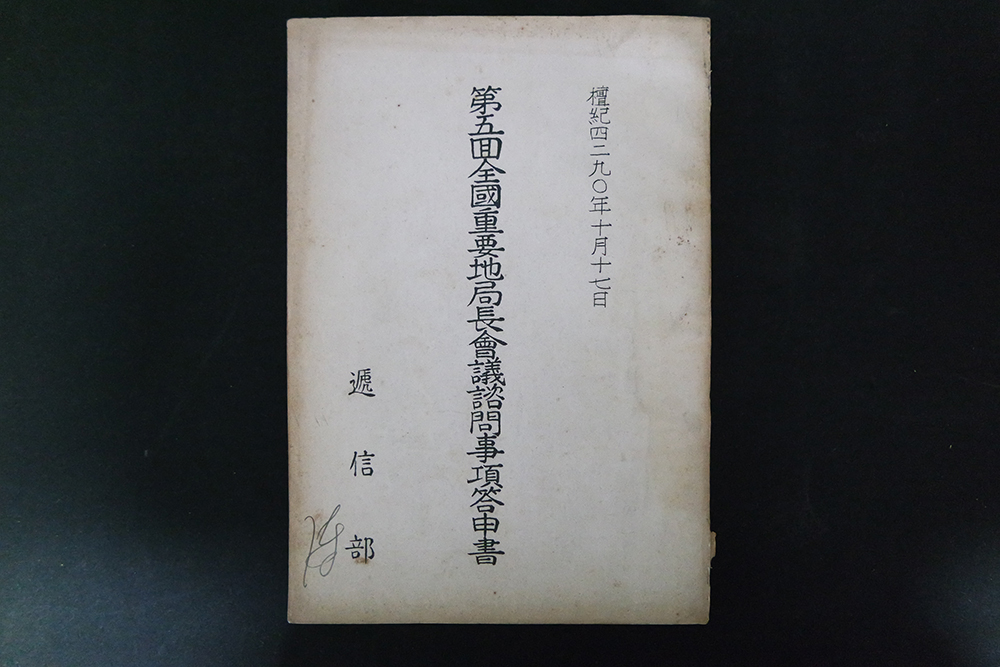 檀紀四二九〇年十月十七日
第五回全國重要地局長會議諮問事項答申書
遞信部